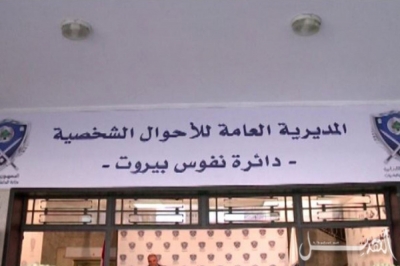 المديرية العامة للأحوال الشخصية
- دائرة نفوس بيروت -